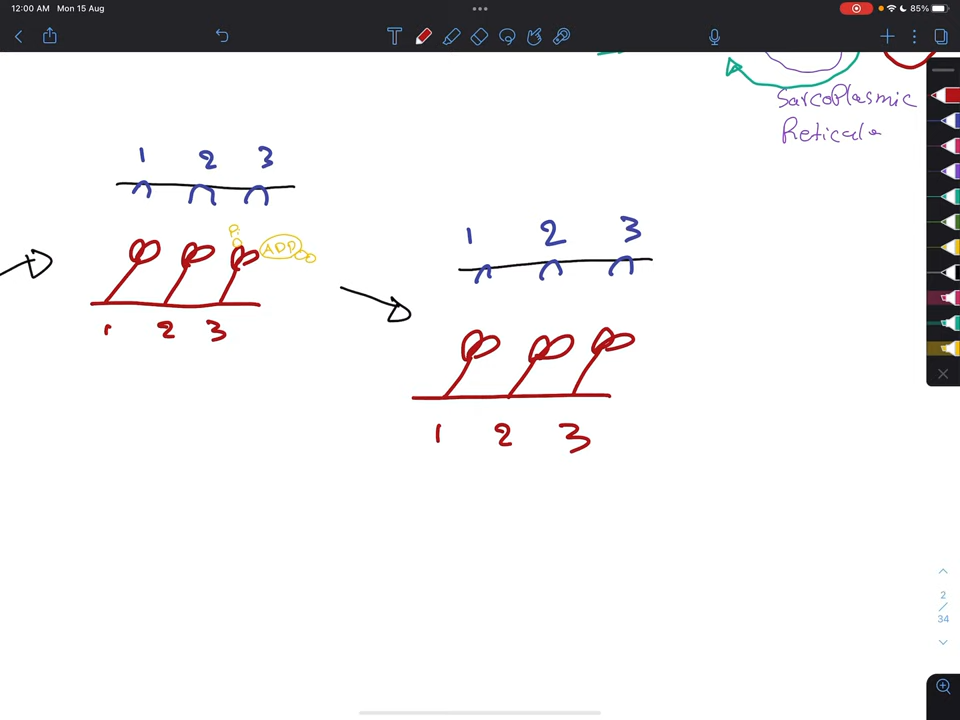 12:00 AM Mon 15 Aug
85%
T
Sarcoplasmic
1 2 3
Pi
ADP
1 2 3
1 2 3
1 2 3
2
/
34